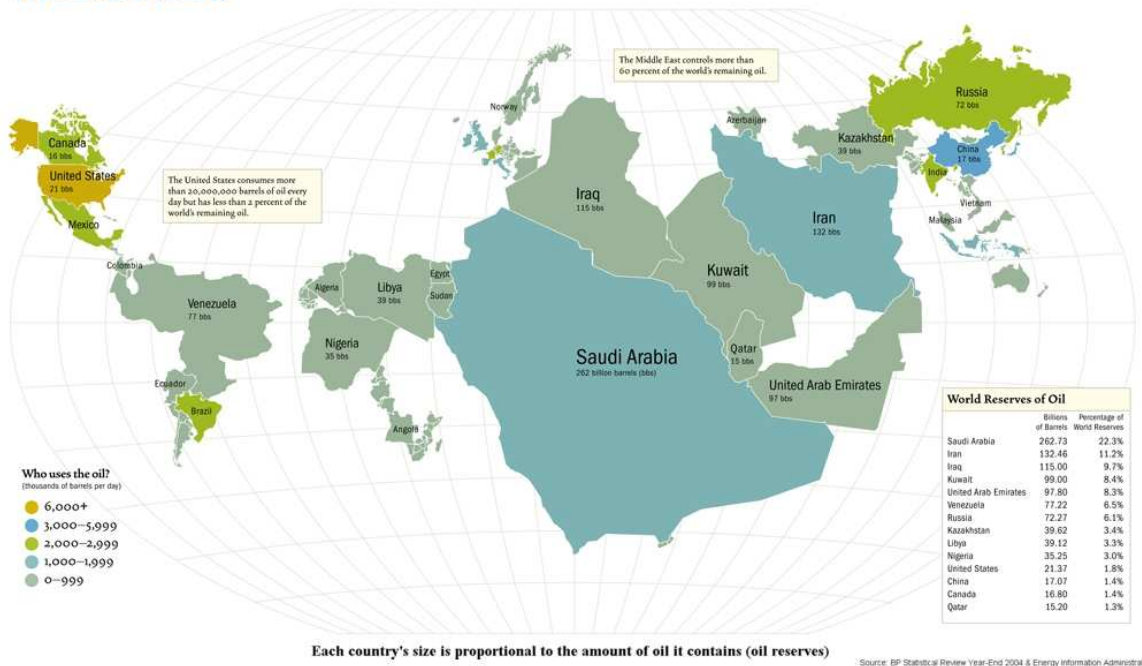 The Middle East controls more than
60 percent of the world's remaining oil.
Norway
Russia
72 bbs
Azerbaijan
Kazakhstan
39 bbs
China
17 bbs
India
Vietnam
Malaysia
Canada
16 bbs
United States
21 bbs
Mexico
The United States consumes more
than 20,000,000 barrels of oil every
day but has less than 2 percent of the
world's remaining oil.
Iraq
115 bbs
Iran
132 bbs
Kuwait
99 bbs
Colombia
Venezuela
77 bbs
Algeria
Libya
39 bbs
Egypt
Sudan
Nigeria
35 bbs
Saudi Arabia
262 billion barrels (bbs)
Qatar
15 bbs
United Arab Emirates
97 bbs
Ecuador
Brazil
Angola
Who uses the oil?
(thousands of barrels per day)
6,000+
3,000–5,999
2,000–2,999
1,000–1,999
0–999
World Reserves of Oil
Billions Percentage of
of Barrels World Reserves
Saudi Arabia 262.73 22.3%
Iran 132.46 11.2%
Iraq 115.00 9.7%
Kuwait 99.00 8.4%
United Arab Emirates 97.80 8.3%
Venezuela 77.22 6.5%
Russia 72.27 6.1%
Kazakhstan 39.62 3.4%
Libya 39.12 3.3%
Nigeria 35.25 3.0%
United States 21.37 1.8%
China 17.07 1.4%
Canada 16.80 1.4%
Qatar 15.20 1.3%
Each country's size is proportional to the amount of oil it contains (oil reserves)
Source: BP Statistical Review Year-End 2004 & Energy Information Administra